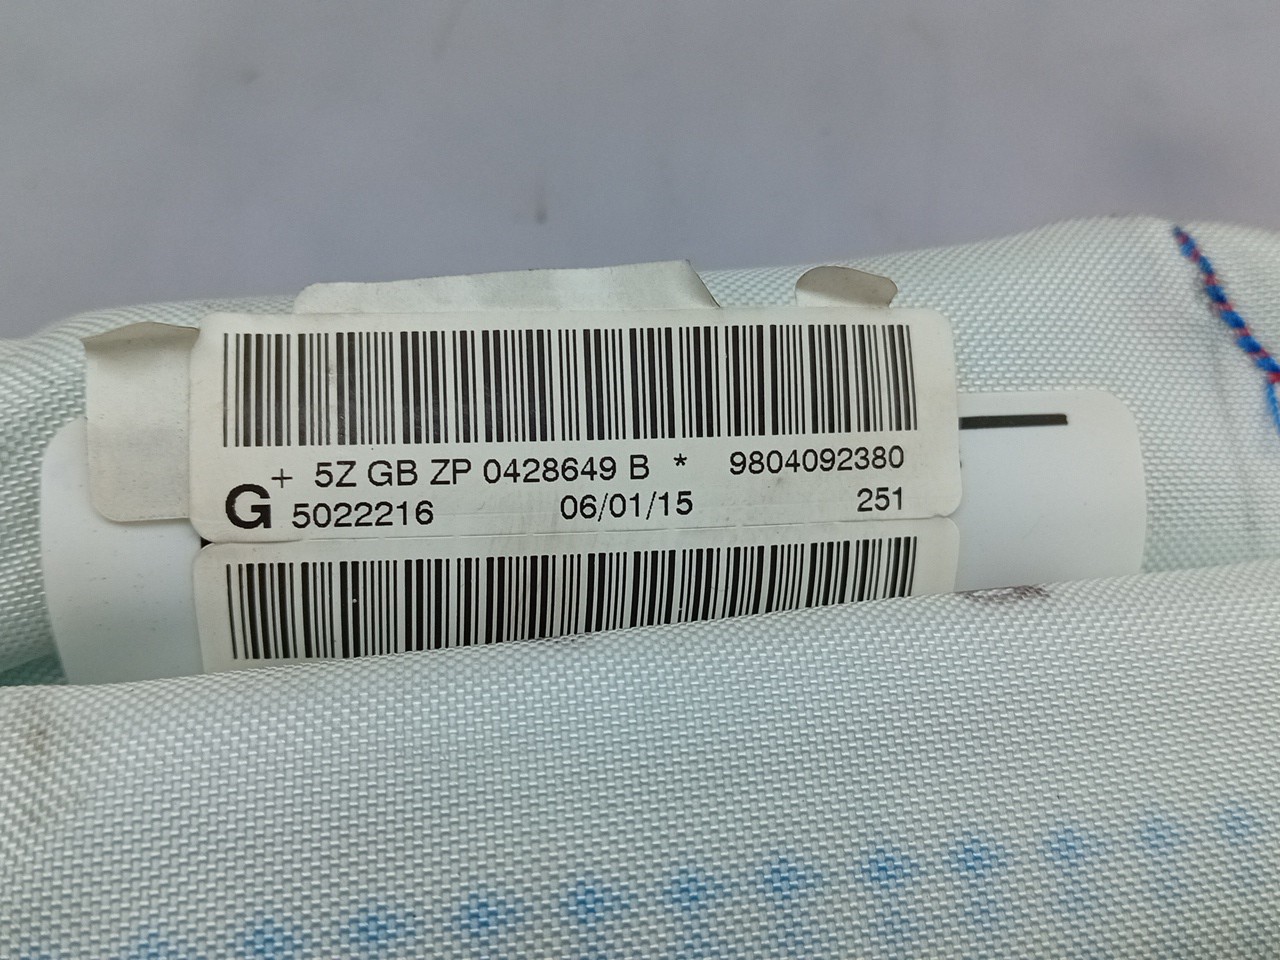 + 5Z GB ZP 0428649 B * 9804092380
G 5022216 06/01/15 251